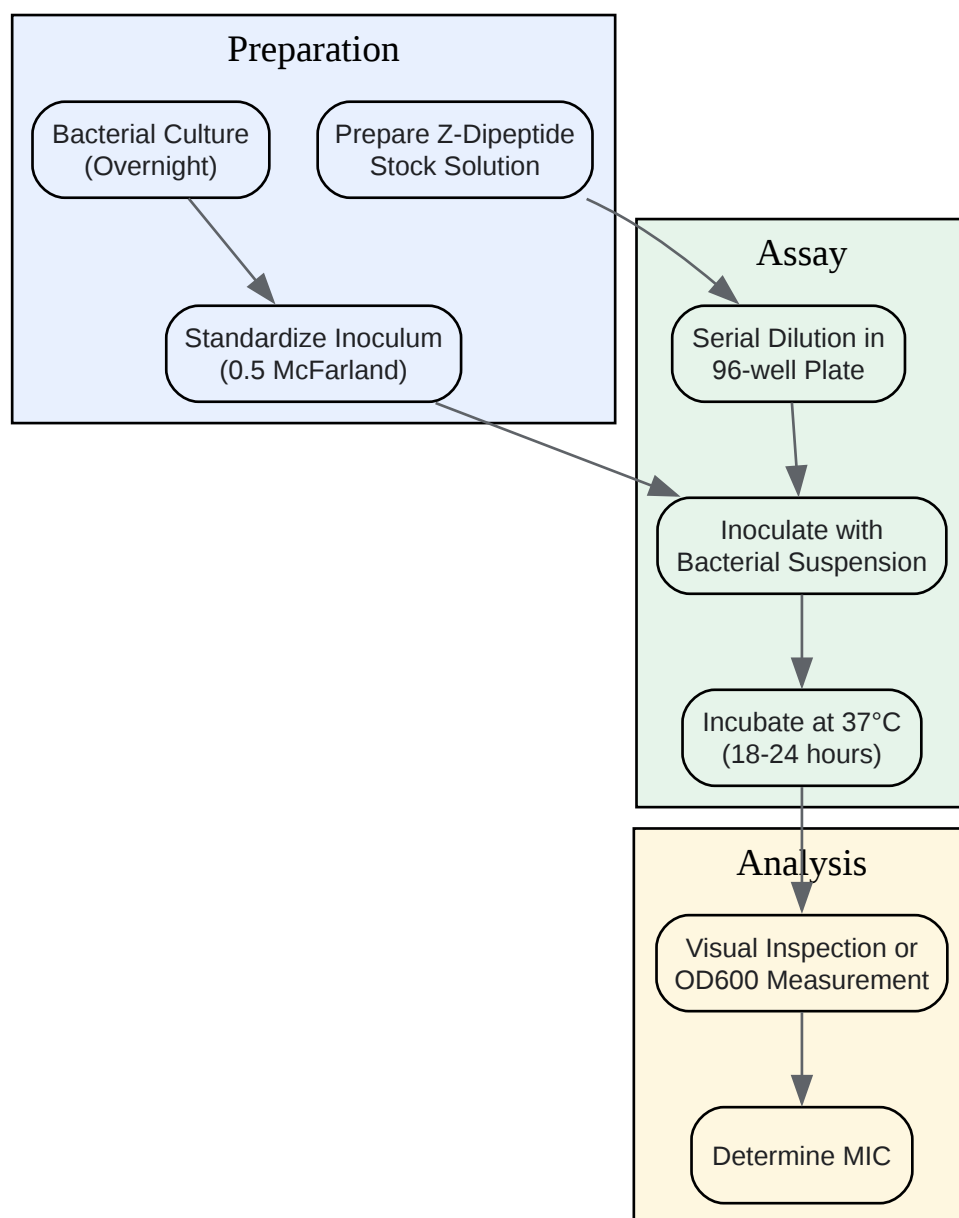 Preparation
Bacterial Culture
(Overnight)
Prepare Z-Dipeptide
Stock Solution
Standardize Inoculum
(0.5 McFarland)
Assay
Serial Dilution in
96-well Plate
Inoculate with
Bacterial Suspension
Incubate at 37°C
(18-24 hours)
Analysis
Visual Inspection or
OD600 Measurement
Determine MIC